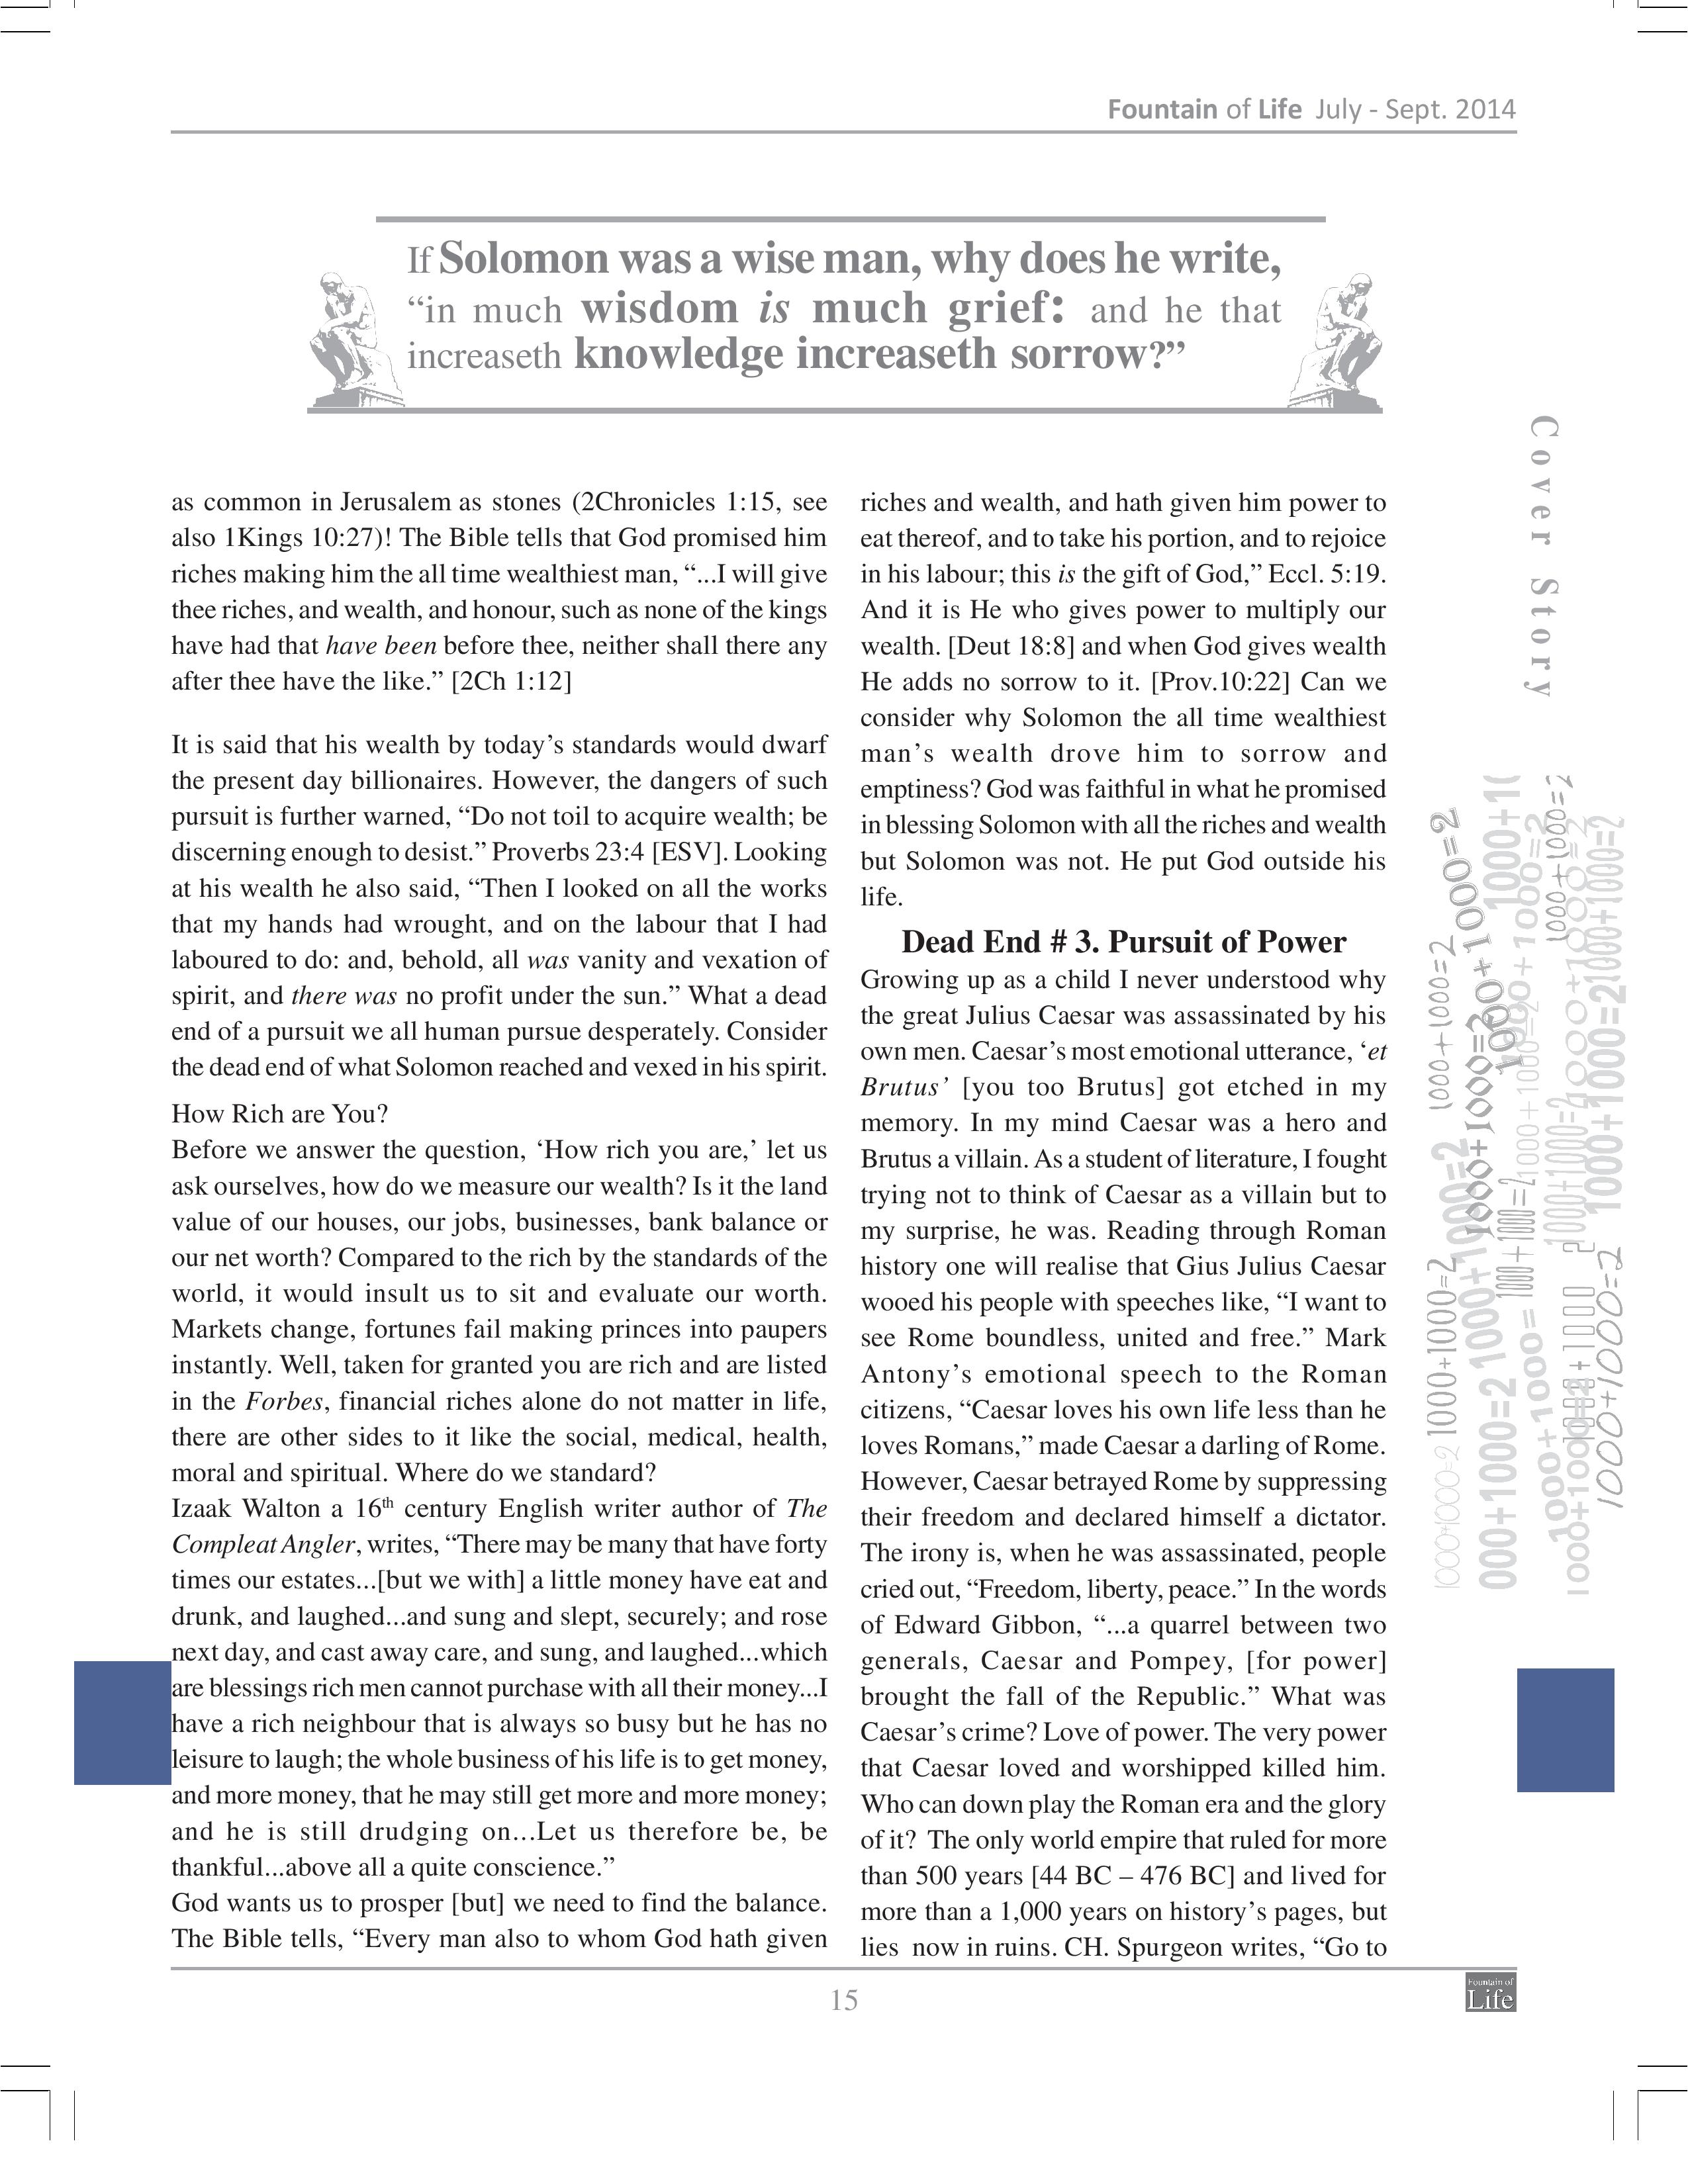 Fountain of Life July - Sept. 2014
If Solomon was a wise man, why does he write,
“in much wisdom is much grief: and he that
increaseth knowledge increaseth sorrow?”
as common in Jerusalem as stones (2Chronicles 1:15, see
also 1Kings 10:27)! The Bible tells that God promised him
riches making him the all time wealthiest man, “...I will give
thee riches, and wealth, and honour, such as none of the kings
have had that have been before thee, neither shall there any
after thee have the like.” [2Ch 1:12]
It is said that his wealth by today’s standards would dwarf
the present day billionaires. However, the dangers of such
pursuit is further warned, “Do not toil to acquire wealth; be
discerning enough to desist.” Proverbs 23:4 [ESV]. Looking
at his wealth he also said, “Then I looked on all the works
that my hands had wrought, and on the labour that I had
laboured to do: and, behold, all was vanity and vexation of
spirit, and there was no profit under the sun.” What a dead
end of a pursuit we all human pursue desperately. Consider
the dead end of what Solomon reached and vexed in his spirit.
How Rich are You?
Before we answer the question, ‘How rich you are,’ let us
ask ourselves, how do we measure our wealth? Is it the land
value of our houses, our jobs, businesses, bank balance or
our net worth? Compared to the rich by the standards of the
world, it would insult us to sit and evaluate our worth.
Markets change, fortunes fail making princes into paupers
instantly. Well, taken for granted you are rich and are listed
in the Forbes, financial riches alone do not matter in life,
there are other sides to it like the social, medical, health,
moral and spiritual. Where do we standard?
Izaak Walton a 16th century English writer author of The
Compleat Angler, writes, “There may be many that have forty
times our estates...[but we with] a little money have eat and
drunk, and laughed...and sung and slept, securely; and rose
next day, and cast away care, and sung, and laughed...which
are blessings rich men cannot purchase with all their money...I
have a rich neighbour that is always so busy but he has no
leisure to laugh; the whole business of his life is to get money,
and more money, that he may still get more and more money;
and he is still drudging on...Let us therefore be, be
thankful...above all a quite conscience.”
God wants us to prosper [but] we need to find the balance.
The Bible tells, “Every man also to whom God hath given
riches and wealth, and hath given him power to
eat thereof, and to take his portion, and to rejoice
in his labour; this is the gift of God,” Eccl. 5:19.
And it is He who gives power to multiply our
wealth. [Deut 18:8] and when God gives wealth
He adds no sorrow to it. [Prov.10:22] Can we
consider why Solomon the all time wealthiest
man’s wealth drove him to sorrow and
emptiness? God was faithful in what he promised
in blessing Solomon with all the riches and wealth
but Solomon was not. He put God outside his
life.
Dead End # 3. Pursuit of Power
Growing up as a child I never understood why
the great Julius Caesar was assassinated by his
own men. Caesar’s most emotional utterance, ‘et
Brutus’ [you too Brutus] got etched in my
memory. In my mind Caesar was a hero and
Brutus a villain. As a student of literature, I fought
trying not to think of Caesar as a villain but to
my surprise, he was. Reading through Roman
history one will realise that Gius Julius Caesar
wooed his people with speeches like, “I want to
see Rome boundless, united and free.” Mark
Antony’s emotional speech to the Roman
citizens, “Caesar loves his own life less than he
loves Romans,” made Caesar a darling of Rome.
However, Caesar betrayed Rome by suppressing
their freedom and declared himself a dictator.
The irony is, when he was assassinated, people
cried out, “Freedom, liberty, peace.” In the words
of Edward Gibbon, “...a quarrel between two
generals, Caesar and Pompey, [for power]
brought the fall of the Republic.” What was
Caesar’s crime? Love of power. The very power
that Caesar loved and worshipped killed him.
Who can down play the Roman era and the glory
of it? The only world empire that ruled for more
than 500 years [44 BC – 476 BC] and lived for
more than a 1,000 years on history’s pages, but
lies now in ruins. CH. Spurgeon writes, “Go to
Cover Story
1000+1000=2
1000+1000=2
1000+1000=2
1000+1000=2
1000+1000=2
1000+1000=2
1000+1000=2
15
Fountain of
Life